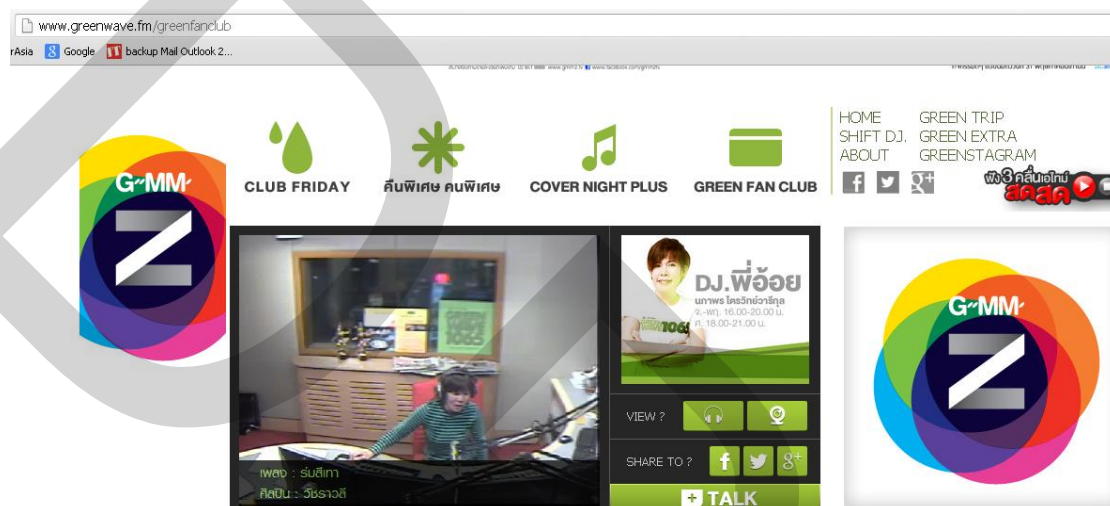 www.greenwave.fm/greenfanclub
rAsia Google backup Mail Outlook 2...
HOME GREEN TRIP
SHIFT DJ. GREEN EXTRA
ABOUT GREENSTAGRAM
ฟัง 3 คลื่นเอไทม์
สดสด
CLUB FRIDAY คืนพิเศษ คนพิเศษ COVER NIGHT PLUS GREEN FAN CLUB
G~MM
Z
DJ.พี่อ้อย
นภาพร ไตรวิทย์วารีกุล
จ.-พฤ. 16.00-20.00 น.
ศ. 18.00-21.00 น.
GREEN WAVE
106.5
VIEW ?
SHARE TO ?
+ TALK
เพลง : ร่มสีเทา
ศิลปิน : วัชราวลี
G~MM
Z